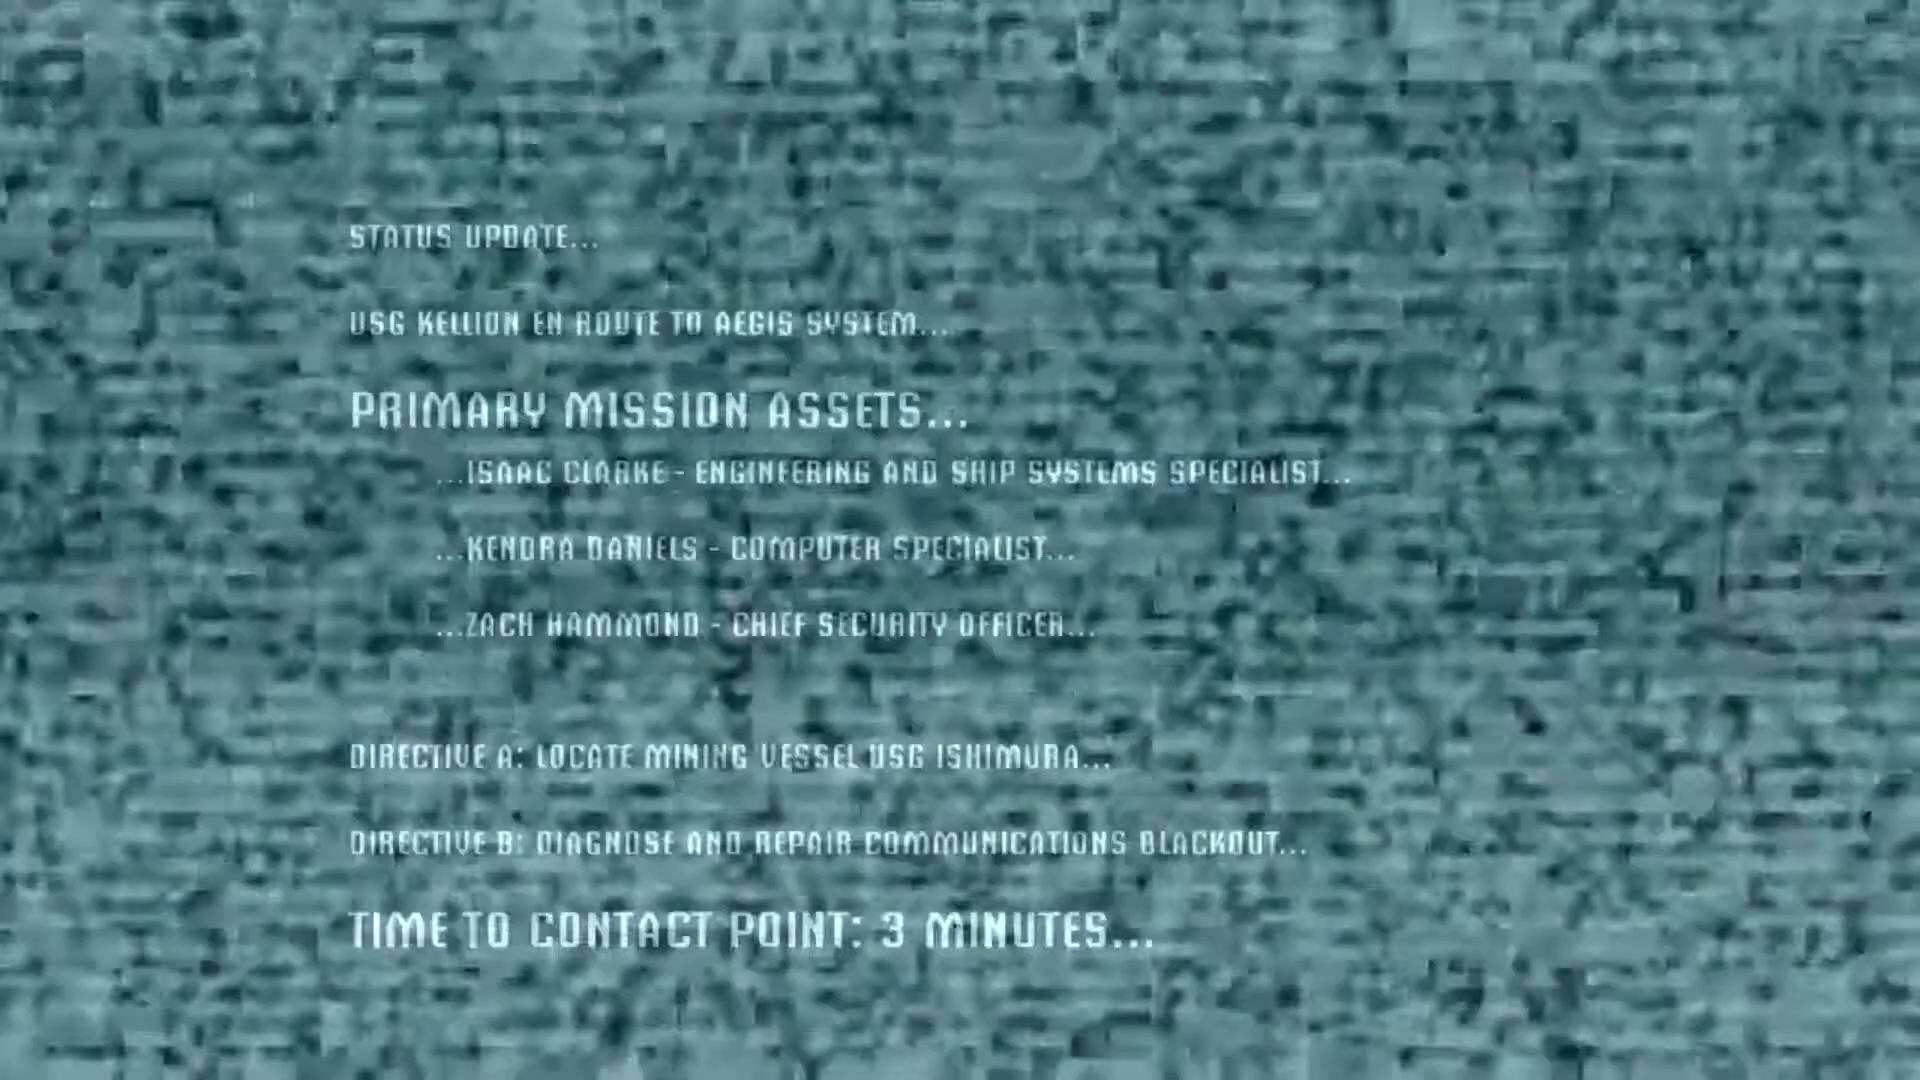 STATUS UPDATE...
USG KELLION EN ROUTE TO AEGIS SYSTEM...
PRIMARY MISSION ASSETS...
...ISAAC CLARKE - ENGINEERING AND SHIP SYSTEMS SPECIALIST...
...KENDRA DANIELS - COMPUTER SPECIALIST...
...ZACH HAMMOND - CHIEF SECURITY OFFICER...
DIRECTIVE A: LOCATE MINING VESSEL USG ISHIMURA...
DIRECTIVE B: DIAGNOSE AND REPAIR COMMUNICATIONS BLACKOUT...
TIME TO CONTACT POINT: 3 MINUTES...